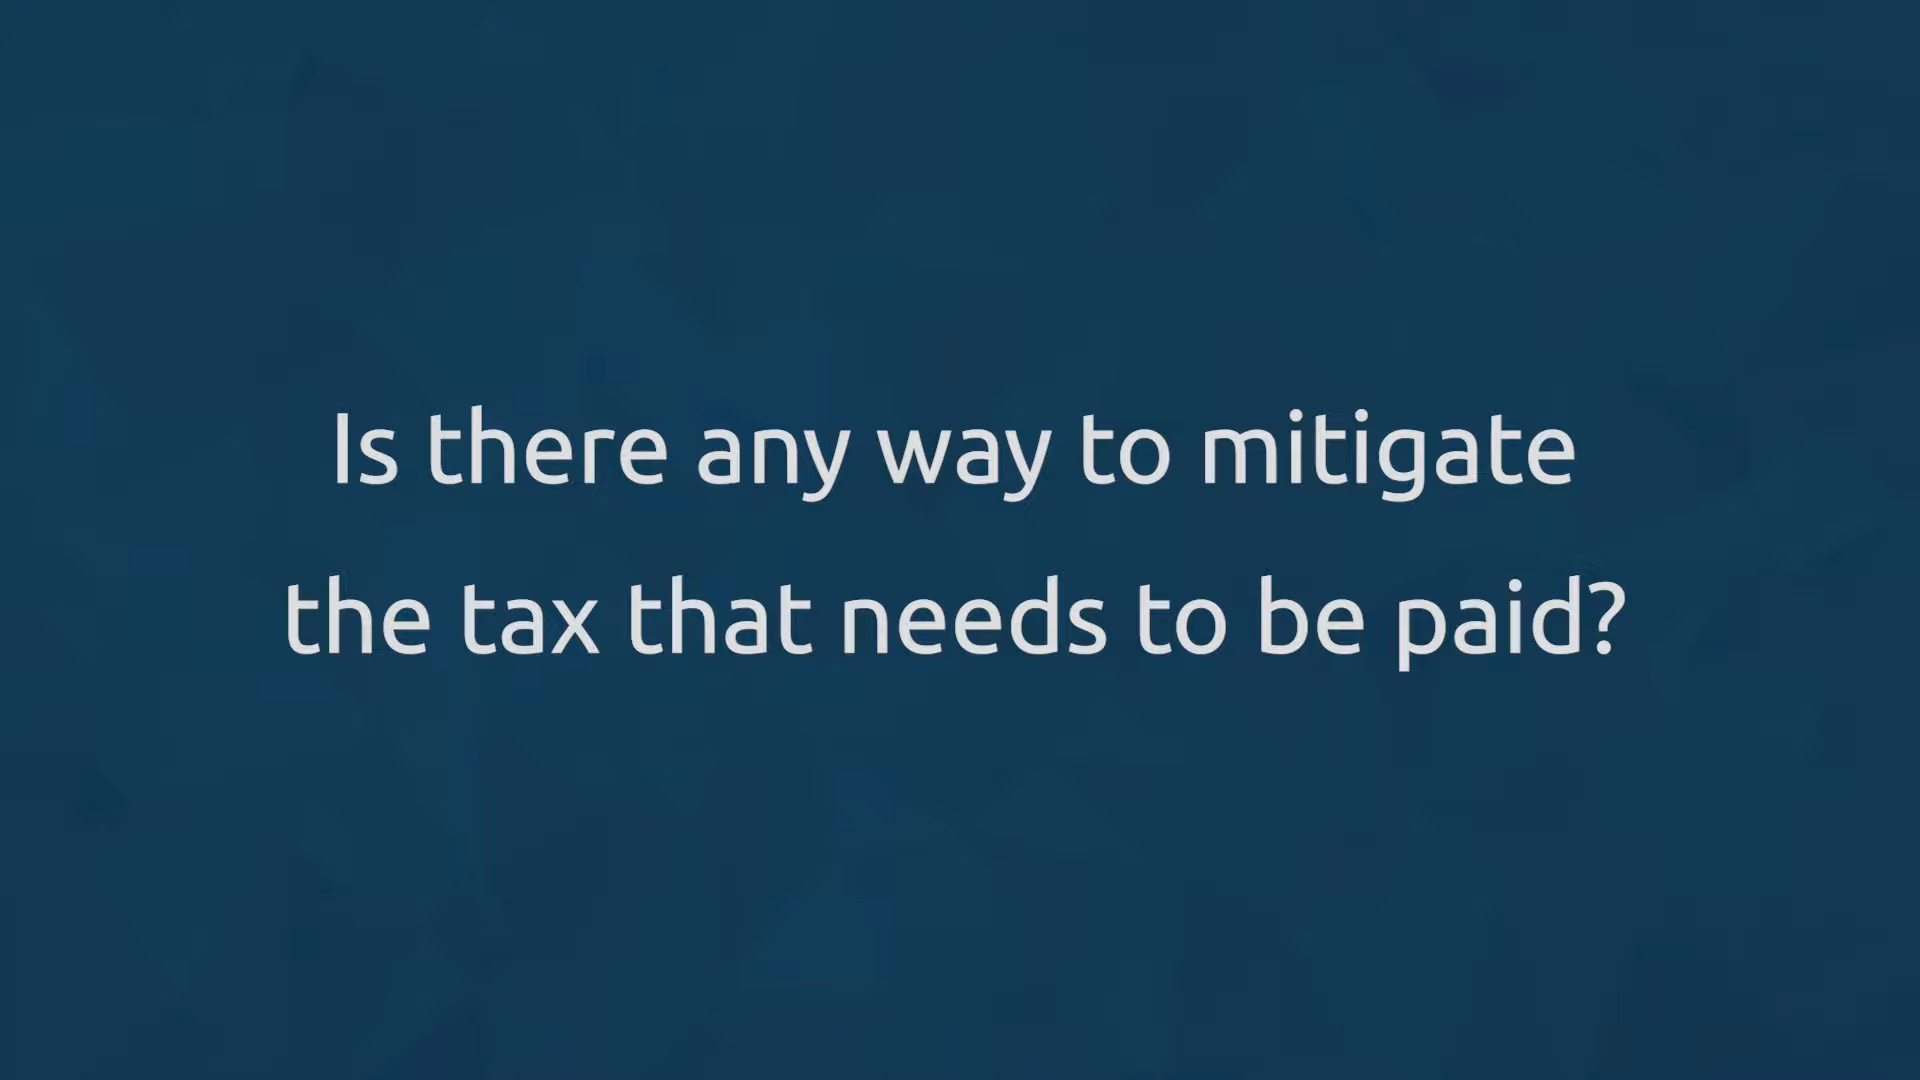 Is there any way to mitigate
the tax that needs to be paid?